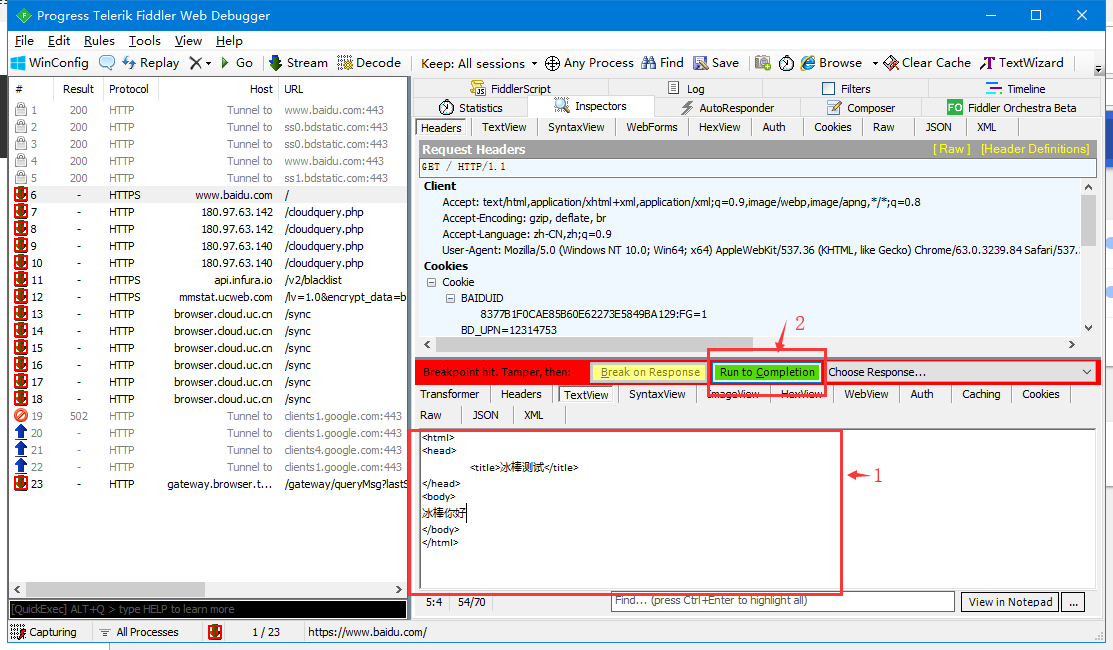 Progress Telerik Fiddler Web Debugger
File Edit Rules Tools View Help
WinConfig Replay Go Stream Decode Keep: All sessions Any Process Find Save Browse Clear Cache TextWizard
# Result Protocol Host URL
1 200 HTTP Tunnel to www.baidu.com:443
2 200 HTTP Tunnel to ss0.bdstatic.com:443
3 200 HTTP Tunnel to ss0.bdstatic.com:443
4 200 HTTP Tunnel to www.baidu.com:443
5 200 HTTP Tunnel to ss1.bdstatic.com:443
6 - HTTPS www.baidu.com /
7 - HTTP 180.97.63.142 /cloudquery.php
8 - HTTP 180.97.63.142 /cloudquery.php
9 - HTTP 180.97.63.140 /cloudquery.php
10 - HTTP 180.97.63.140 /cloudquery.php
11 - HTTPS api.infura.io /v2/blacklist
12 - HTTPS mmstat.ucweb.com /lv=1.0&encrypt_data=b
13 - HTTP browser.cloud.uc.cn /sync
14 - HTTP browser.cloud.uc.cn /sync
15 - HTTP browser.cloud.uc.cn /sync
16 - HTTP browser.cloud.uc.cn /sync
17 - HTTP browser.cloud.uc.cn /sync
18 - HTTP browser.cloud.uc.cn /sync
19 502 HTTP Tunnel to clients1.google.com:443
20 - HTTP Tunnel to clients1.google.com:443
21 - HTTP Tunnel to clients4.google.com:443
22 - HTTP Tunnel to clients1.google.com:443
23 - HTTP gateway.browser.t... /gateway/queryMsg?lastS
[QuickExec] ALT+Q > type HELP to learn more
FiddlerScript Log Filters Timeline
Statistics Inspectors AutoResponder Composer FO Fiddler Orchestra Beta
Headers TextView SyntaxView WebForms HexView Auth Cookies Raw JSON XML
Request Headers [ Raw ] [Header Definitions]
GET / HTTP/1.1
Client
Accept: text/html,application/xhtml+xml,application/xml;q=0.9,image/webp,image/apng,*/*;q=0.8
Accept-Encoding: gzip, deflate, br
Accept-Language: zh-CN,zh;q=0.9
User-Agent: Mozilla/5.0 (Windows NT 10.0; Win64; x64) AppleWebKit/537.36 (KHTML, like Gecko) Chrome/63.0.3239.84 Safari/537.
Cookies
Cookie
BAIDUID
8377B1F0CAE85B60E62273E5849BA129:FG=1
BD_UPN=12314753
2
Breakpoint hit. Tamper, then: Break on Response Run to Completion Choose Response...
Transformer Headers TextView SyntaxView ImageView HexView WebView Auth Caching Cookies
Raw JSON XML
<html>
<head>
<title>冰棒测试</title>
</head>
<body>
冰棒你好
</body>
</html>
1
5:4 54/70 Find... (press Ctrl+Enter to highlight all) View in Notepad ...
Capturing All Processes 1 / 23 https://www.baidu.com/